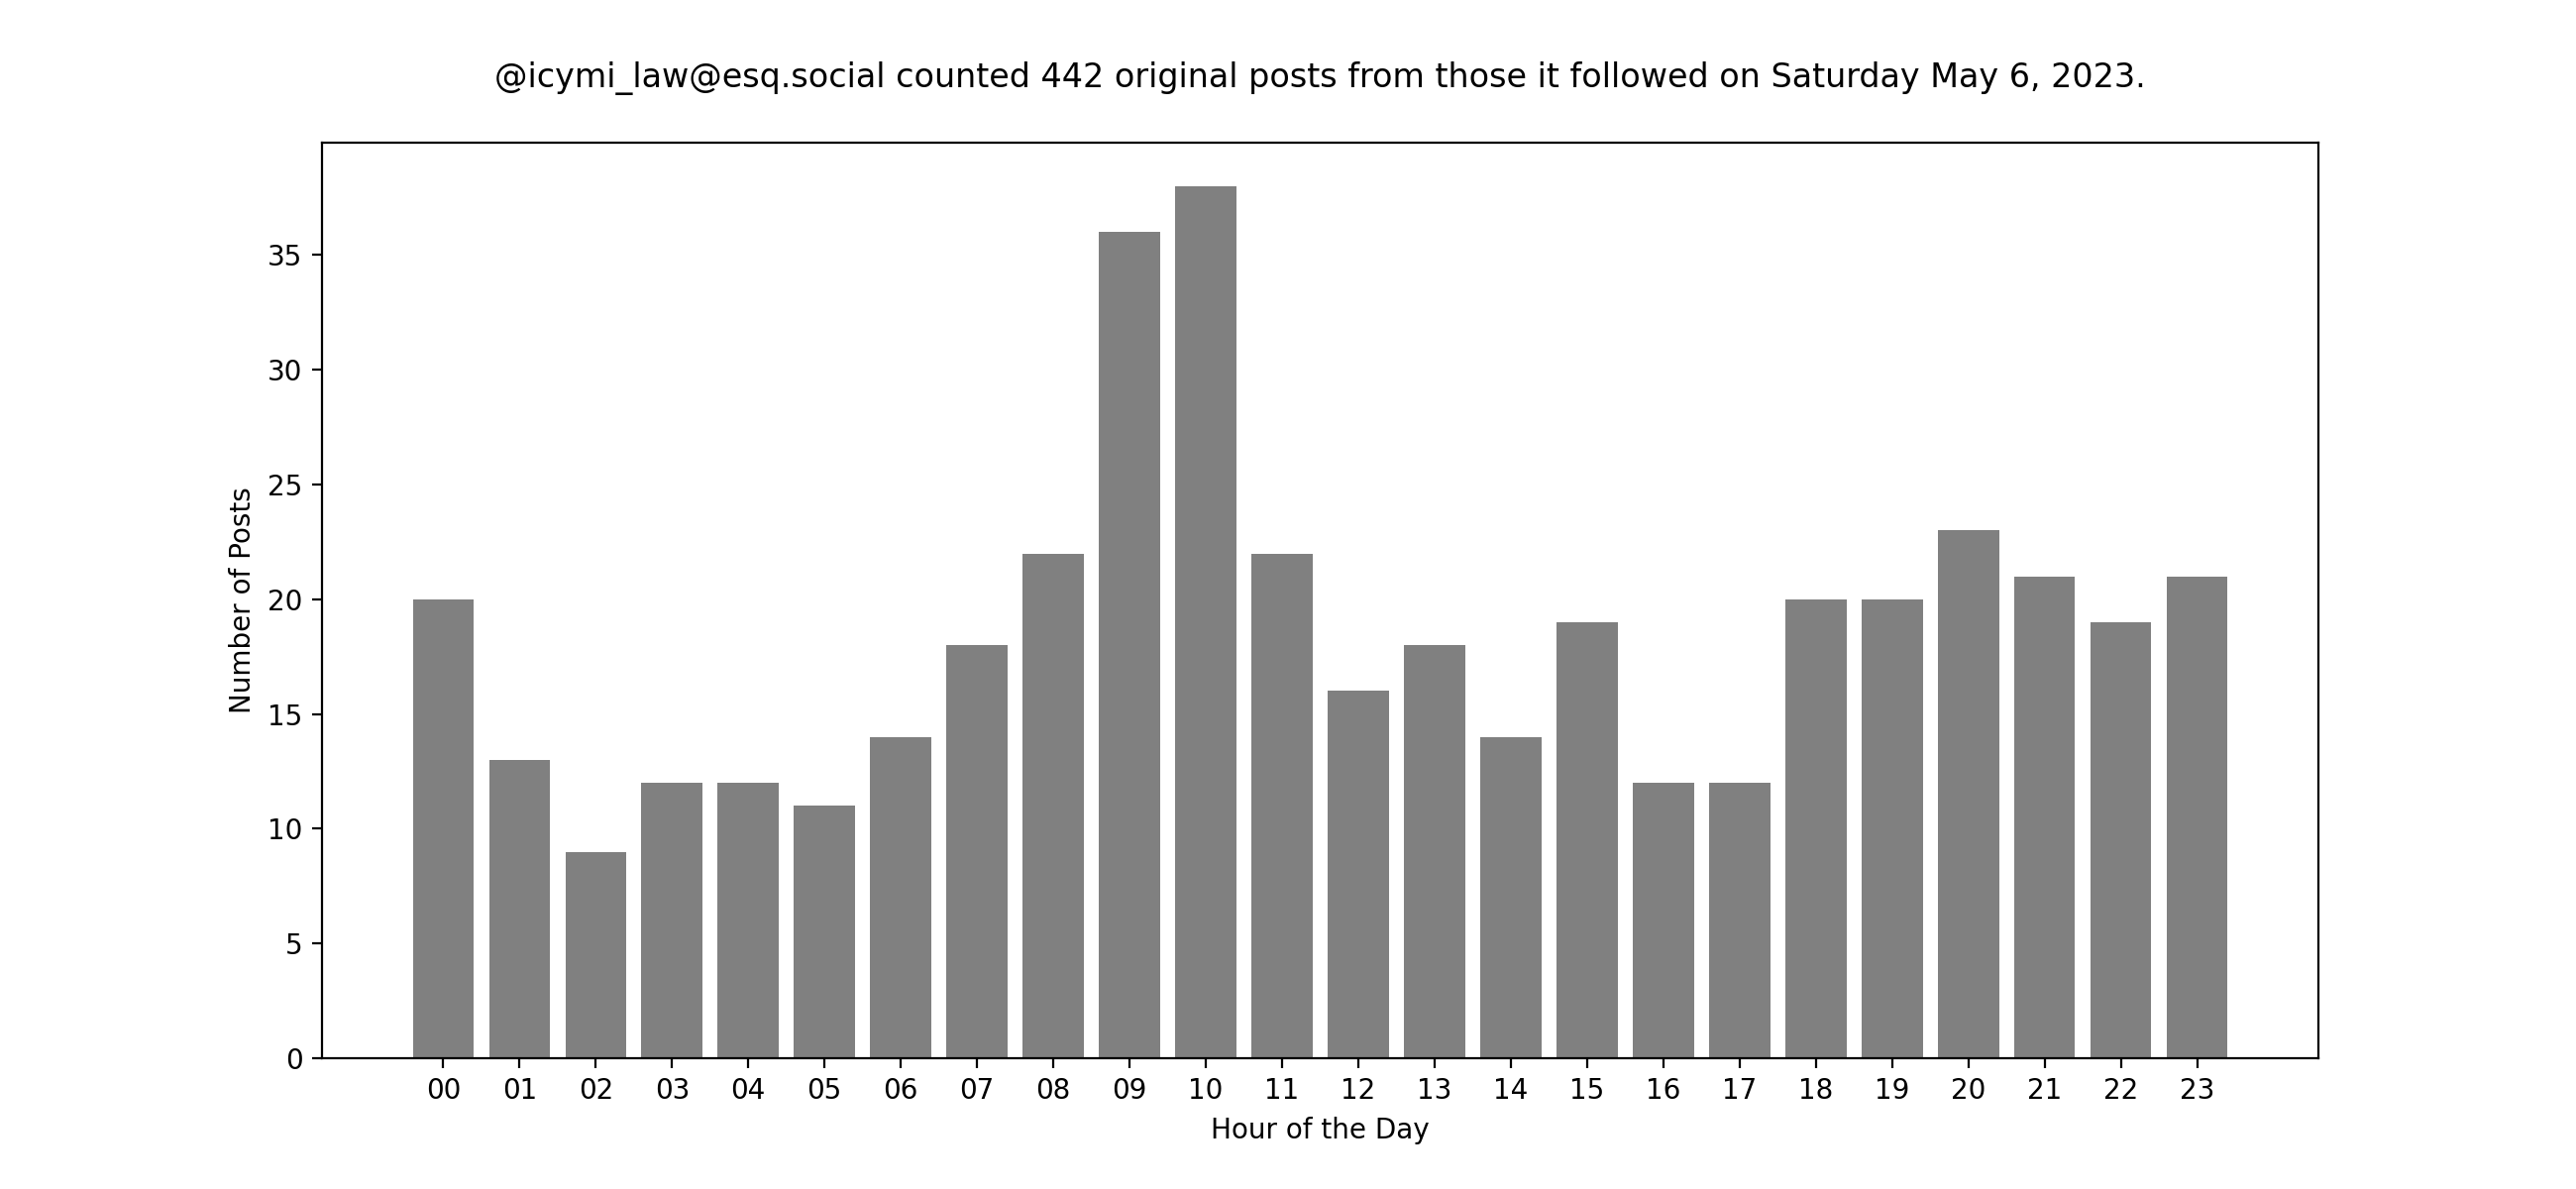 @icymi_law@esq.social counted 442 original posts from those it followed on Saturday May 6, 2023.
Number of Posts
35
30
25
20
15
10
5
0
00 01 02 03 04 05 06 07 08 09 10 11 12 13 14 15 16 17 18 19 20 21 22 23
Hour of the Day